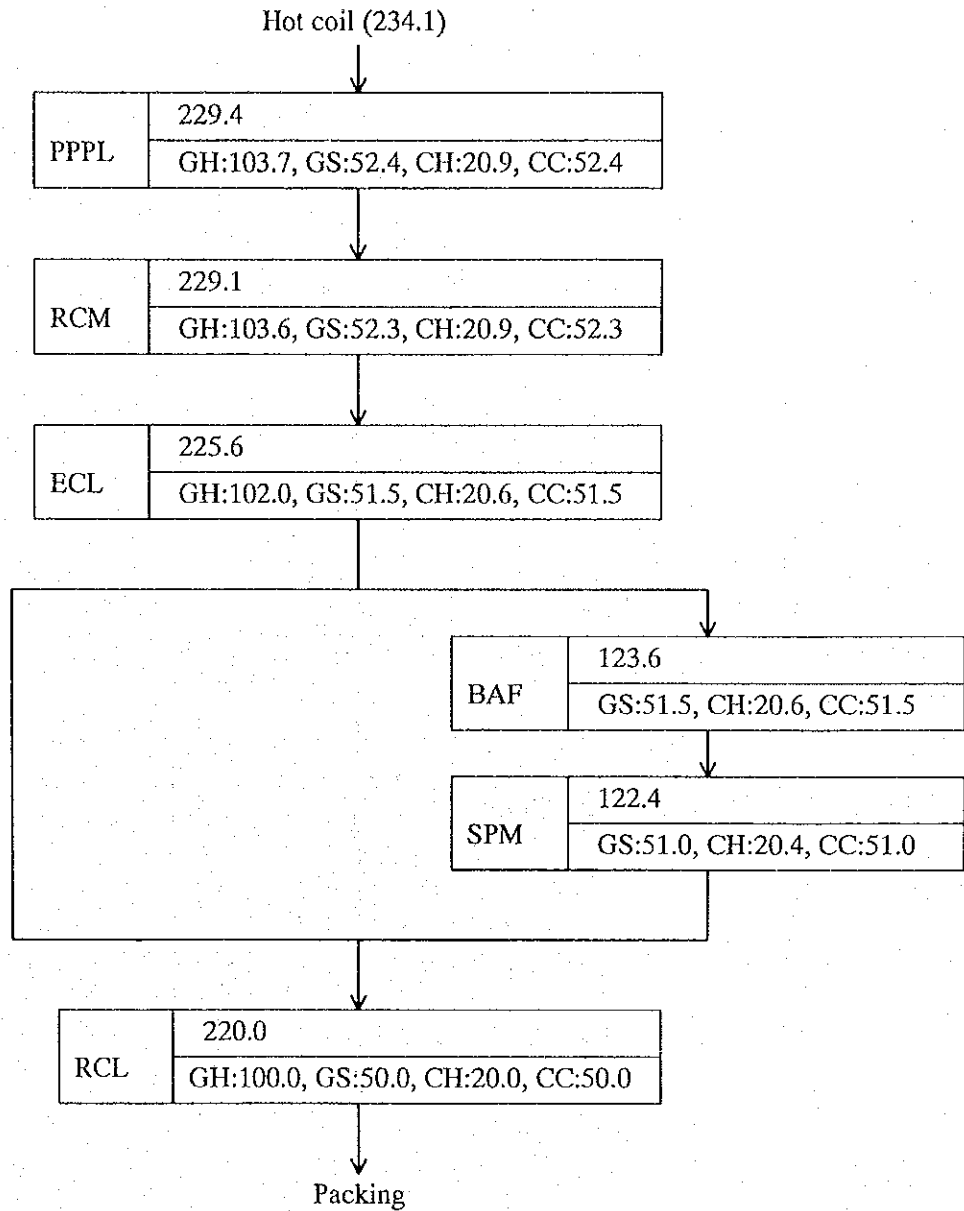 Hot coil (234.1)
PPPL
229.4
GH:103.7, GS:52.4, CH:20.9, CC:52.4
RCM
229.1
GH:103.6, GS:52.3, CH:20.9, CC:52.3
ECL
225.6
GH:102.0, GS:51.5, CH:20.6, CC:51.5
BAF
123.6
GS:51.5, CH:20.6, CC:51.5
SPM
122.4
GS:51.0, CH:20.4, CC:51.0
RCL
220.0
GH:100.0, GS:50.0, CH:20.0, CC:50.0
Packing